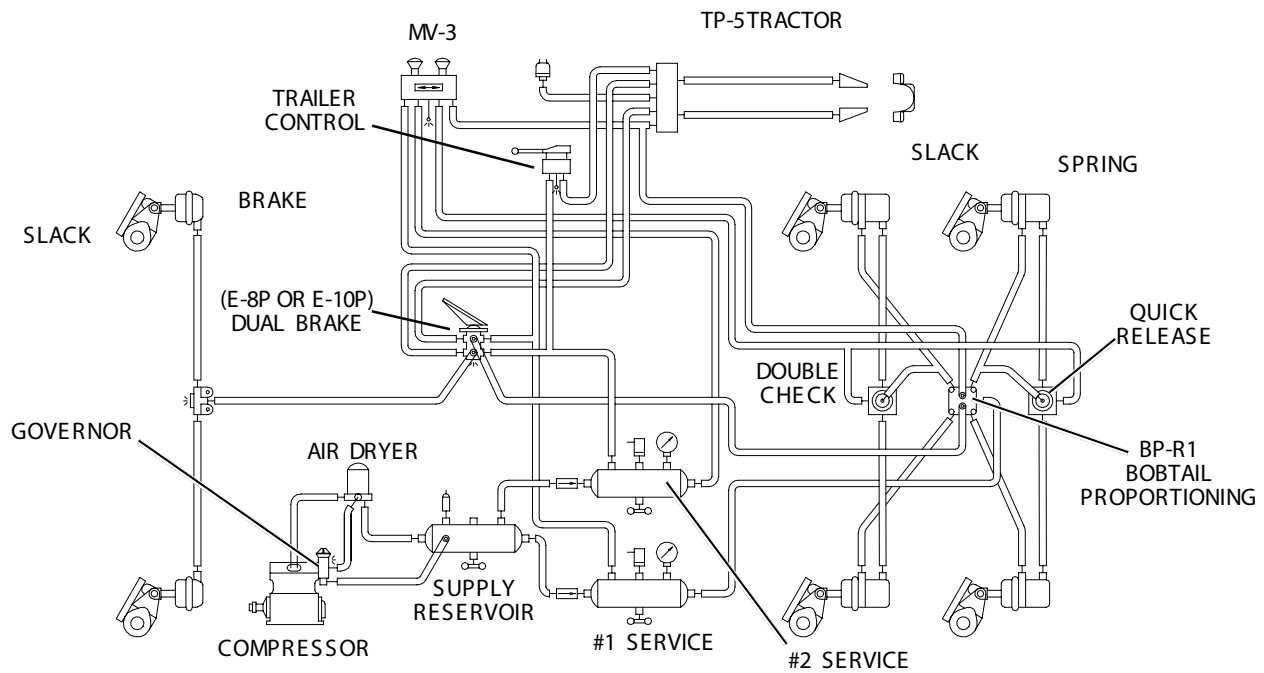 MV-3
TP-5TRACTOR
TRAILER
CONTROL
SLACK
SPRING
BRAKE
SLACK
(E-8P OR E-10P)
DUAL BRAKE
QUICK
RELEASE
DOUBLE
CHECK
GOVERNOR
AIR DRYER
BP-R1
BOBTAIL
PROPORTIONING
SUPPLY
RESERVOIR
COMPRESSOR
#1 SERVICE
#2 SERVICE